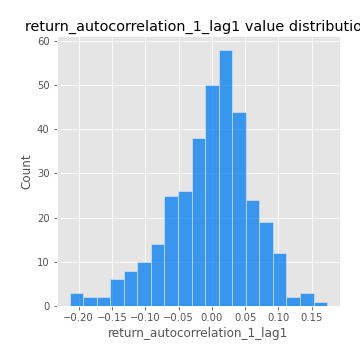 return_autocorrelation_1_lag1 value distributio
60
50
40
30
20
10
0
Count
−0.20 −0.15 −0.10 −0.05 0.00 0.05 0.10 0.15
return_autocorrelation_1_lag1